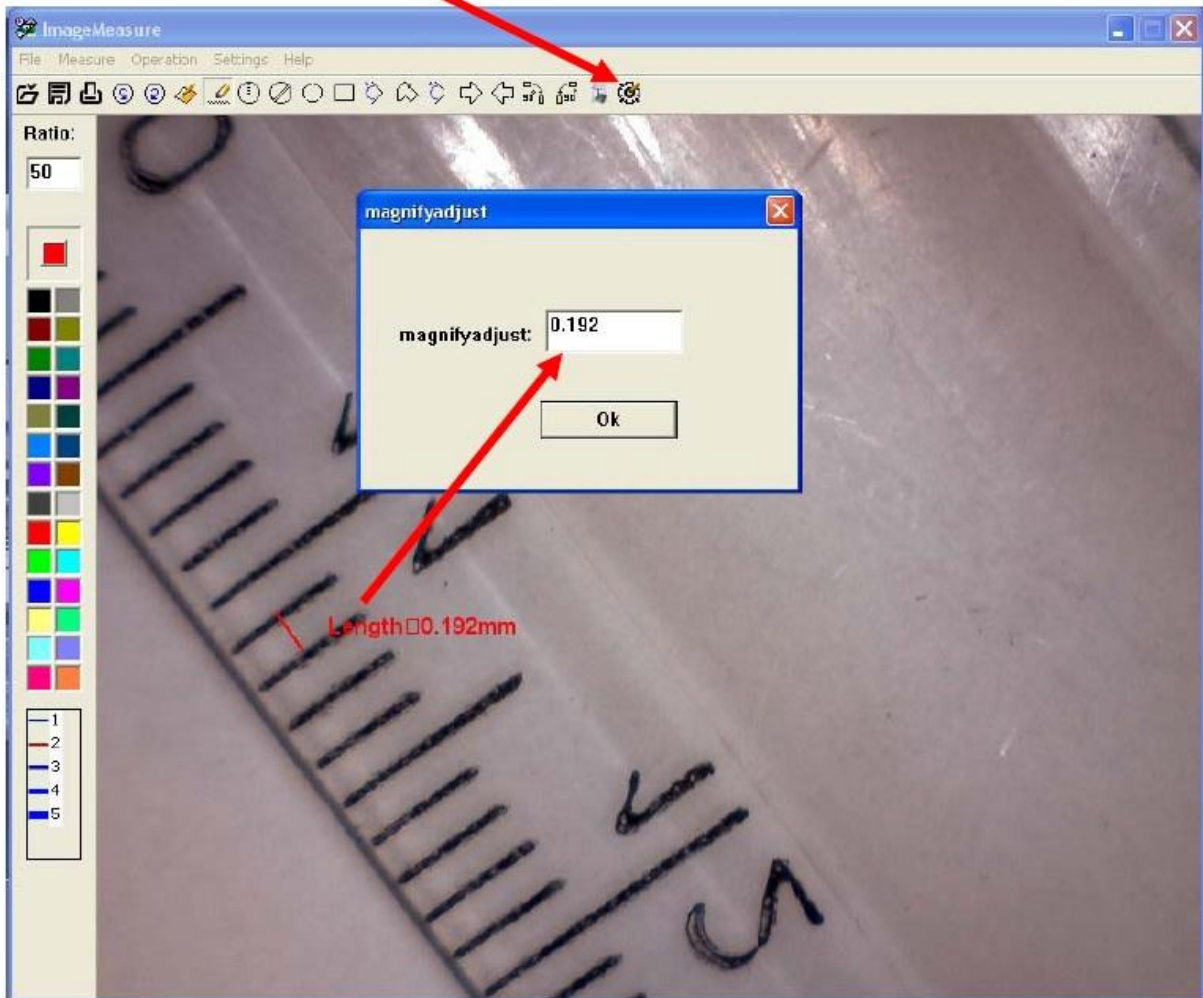 ImageMeasure
File Measure Operation Settings Help
Ratio:
50
magnifyadjust
magnifyadjust: 0.192
Ok
Length□0.192mm
1
2
3
4
5